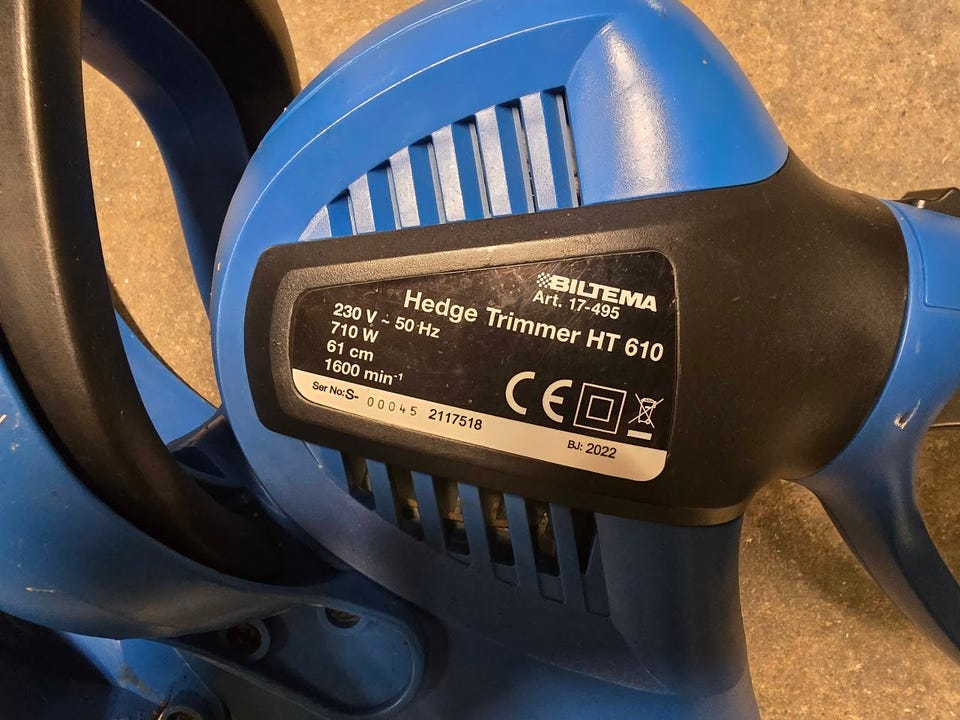 BILTEMA
Art. 17-495
Hedge Trimmer HT 610
230 V ~ 50 Hz
710 W
61 cm
1600 min⁻¹
CE
Ser No:S- 00045 2117518
BJ: 2022